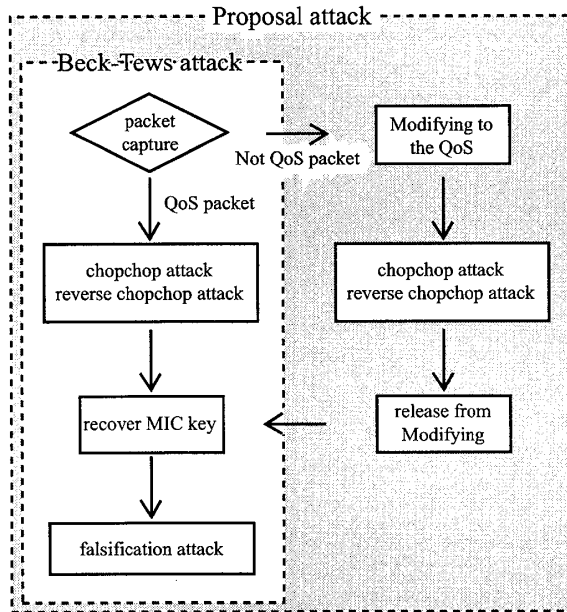 Proposal attack
Beck-Tews attack
packet
capture
Not QoS packet
Modifying to
the QoS
QoS packet
chopchop attack
reverse chopchop attack
chopchop attack
reverse chopchop attack
recover MIC key
release from
Modifying
falsification attack